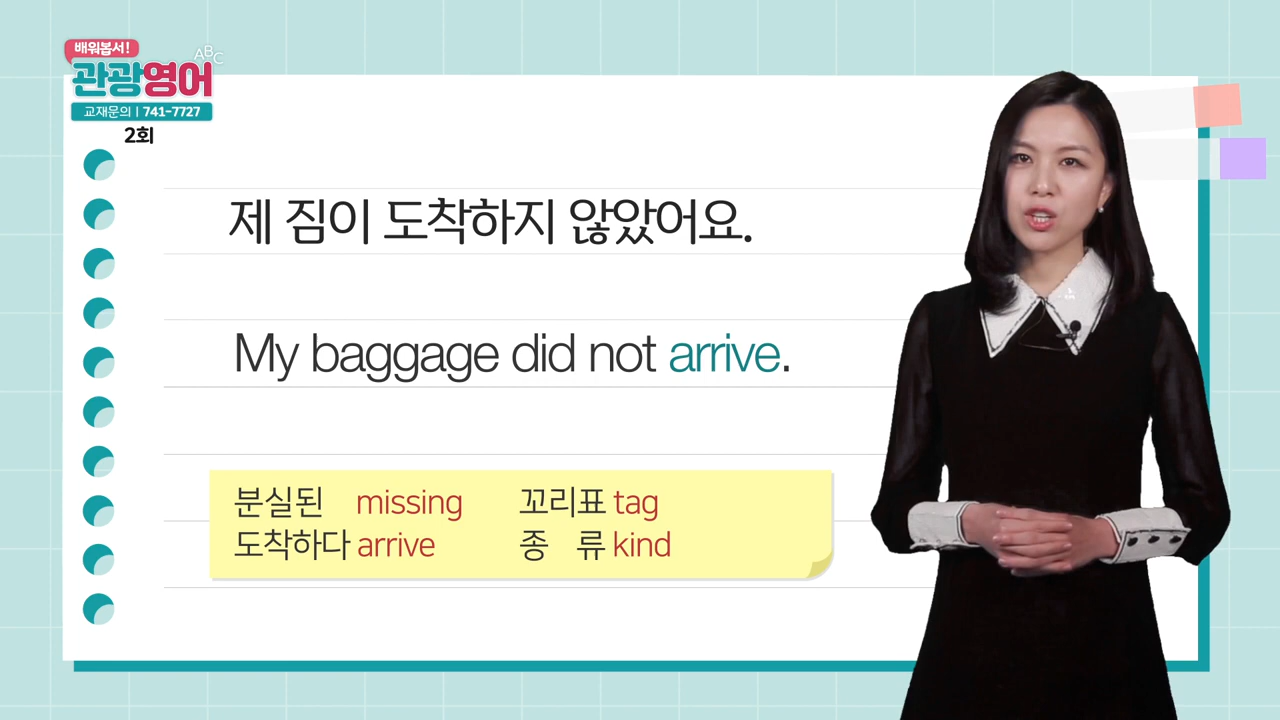 배워봅서!
ABC
관광영어
교재문의 | 741-7727
2회
제 짐이 도착하지 않았어요.
My baggage did not arrive.
분실된 missing 꼬리표 tag
도착하다 arrive 종 류 kind